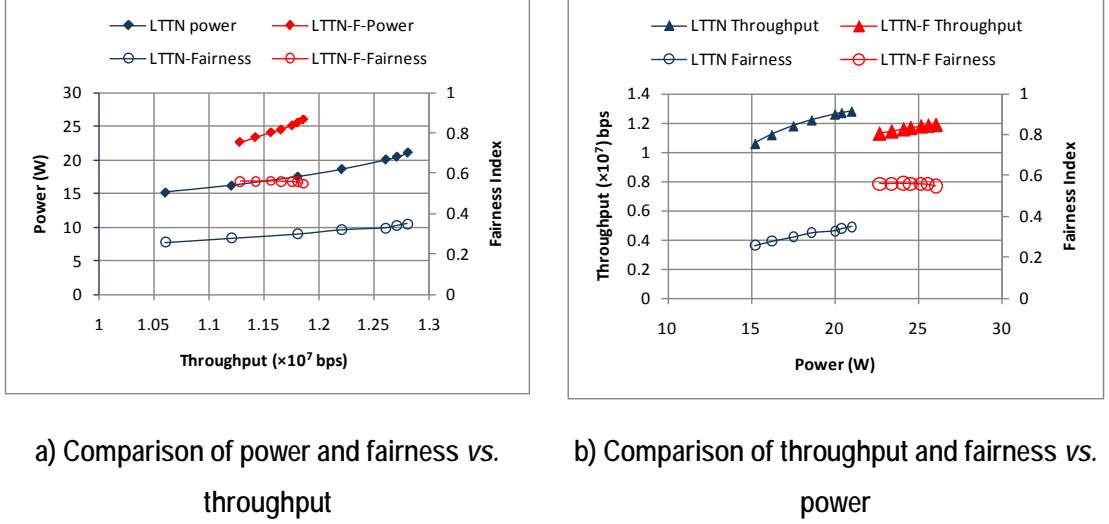 LTTN power
LTTN-F-Power
LTTN-Fairness
LTTN-F-Fairness
30
25
20
15
10
5
0
1
0.8
0.6
0.4
0.2
0
1
1.05
1.1
1.15
1.2
1.25
1.3
Power (W)
Fairness Index
Throughput (×10⁷ bps)
LTTN Throughput
LTTN-F Throughput
LTTN Fairness
LTTN-F Fairness
1.4
1.2
1
0.8
0.6
0.4
0.2
0
1
0.8
0.6
0.4
0.2
0
10
15
20
25
30
Throughput (×10⁷) bps
Fairness Index
Power (W)
a) Comparison of power and fairness vs.
throughput
b) Comparison of throughput and fairness vs.
power